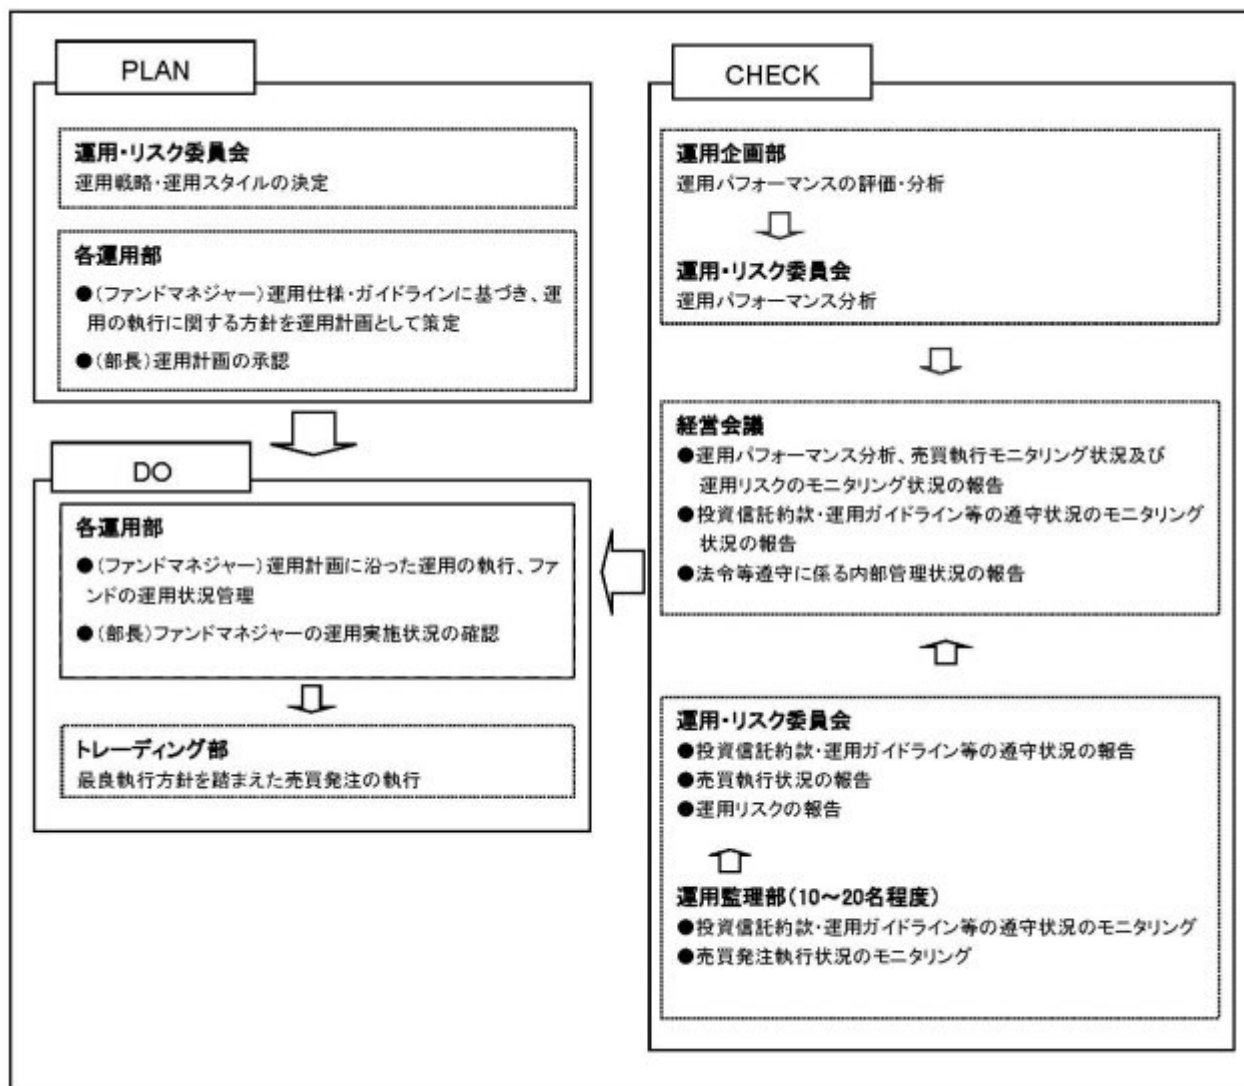 PLAN
運用・リスク委員会
運用戦略・運用スタイルの決定
各運用部
●(ファンドマネジャー)運用仕様・ガイドラインに基づき、運
用の執行に関する方針を運用計画として策定
●(部長)運用計画の承認
DO
各運用部
●(ファンドマネジャー)運用計画に沿った運用の執行、ファ
ンドの運用状況管理
●(部長)ファンドマネジャーの運用実施状況の確認
トレーディング部
最良執行方針を踏まえた売買発注の執行
CHECK
運用企画部
運用パフォーマンスの評価・分析
運用・リスク委員会
運用パフォーマンス分析
経営会議
●運用パフォーマンス分析、売買執行モニタリング状況及び
運用リスクのモニタリング状況の報告
●投資信託約款・運用ガイドライン等の遵守状況のモニタリング
状況の報告
●法令等遵守に係る内部管理状況の報告
運用・リスク委員会
●投資信託約款・運用ガイドライン等の遵守状況の報告
●売買執行状況の報告
●運用リスクの報告
運用監理部(10～20名程度)
●投資信託約款・運用ガイドライン等の遵守状況のモニタリング
●売買発注執行状況のモニタリング